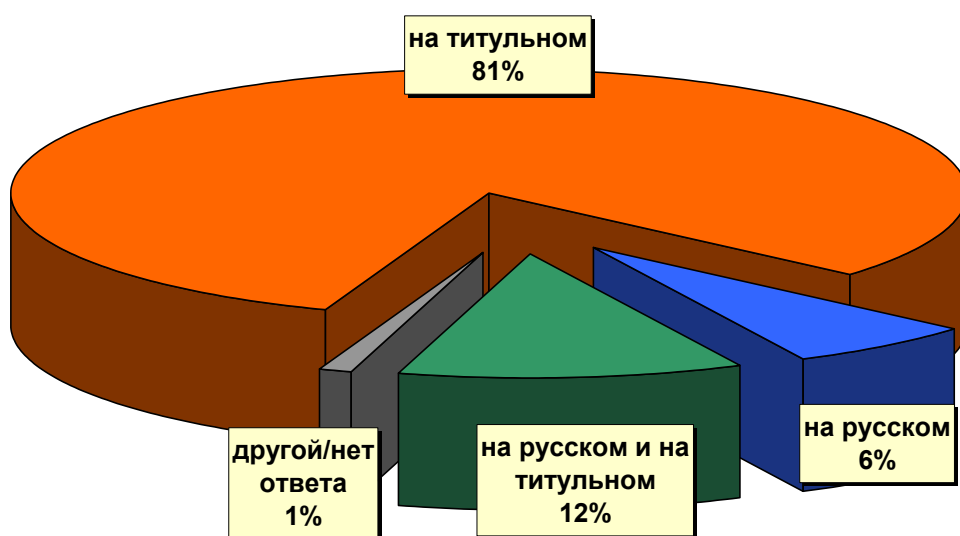 на титульном
81%
на русском
6%
на русском и на
титульном
12%
другой/нет
ответа
1%